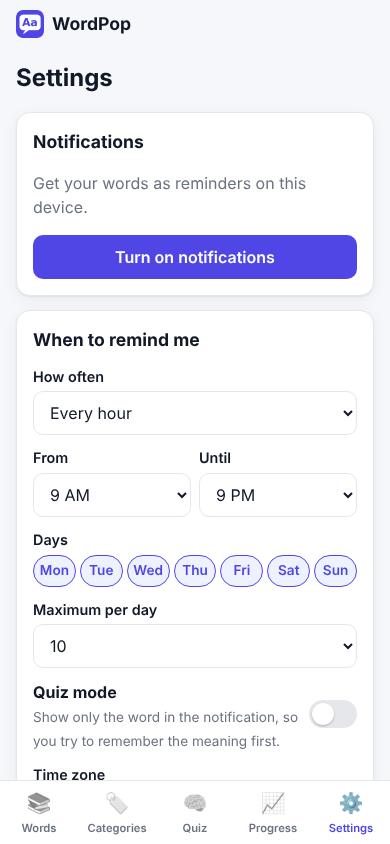 Aa WordPop
Settings
Notifications
Get your words as reminders on this
device.
Turn on notifications
When to remind me
How often
Every hour
From Until
9 AM 9 PM
Days
Mon Tue Wed Thu Fri Sat Sun
Maximum per day
10
Quiz mode
Show only the word in the notification, so
you try to remember the meaning first.
Time zone
Words Categories Quiz Progress Settings